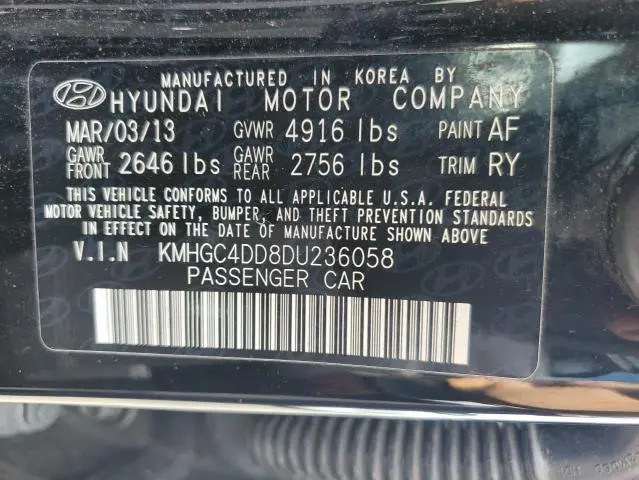 MANUFACTURED IN KOREA BY
HYUNDAI MOTOR COMPANY
MAR/03/13 GVWR 4916 lbs PAINT AF
GAWR FRONT 2646 lbs GAWR REAR 2756 lbs TRIM RY
THIS VEHICLE CONFORMS TO ALL APPLICABLE U.S.A. FEDERAL
MOTOR VEHICLE SAFETY, BUMPER, AND THEFT PREVENTION STANDARDS
IN EFFECT ON THE DATE OF MANUFACTURE SHOWN ABOVE
V.I.N KMHGC4DD8DU236058
PASSENGER CAR